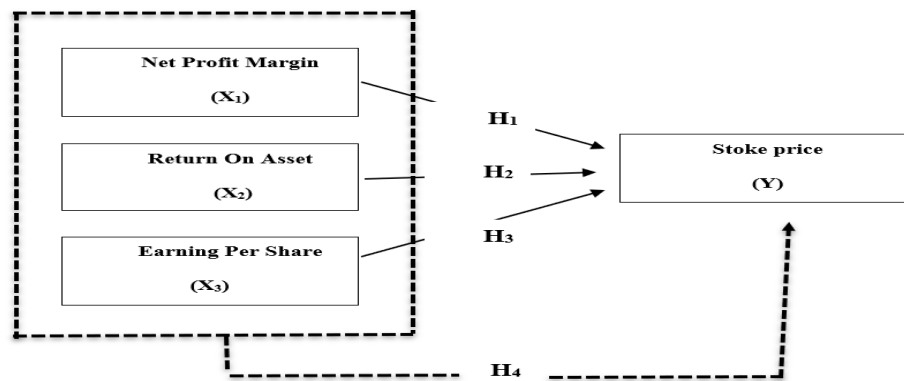 Net Profit Margin
(X₁)
H₁
Return On Asset
(X₂)
H₂
Stoke price
(Y)
Earning Per Share
(X₃)
H₃
H₄